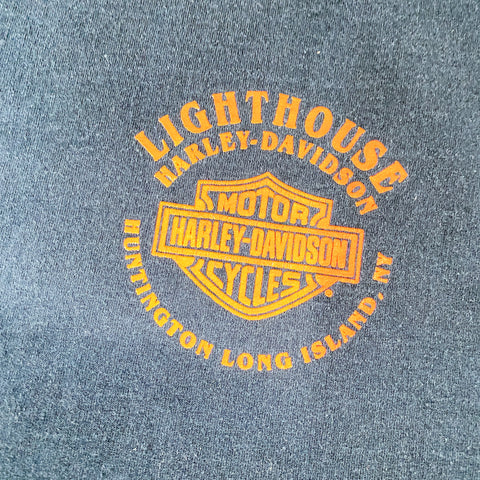 LIGHTHOUSE
HARLEY-DAVIDSON
MOTOR
HARLEY-DAVIDSON
CYCLES
®
HUNTINGTON LONG ISLAND, NY